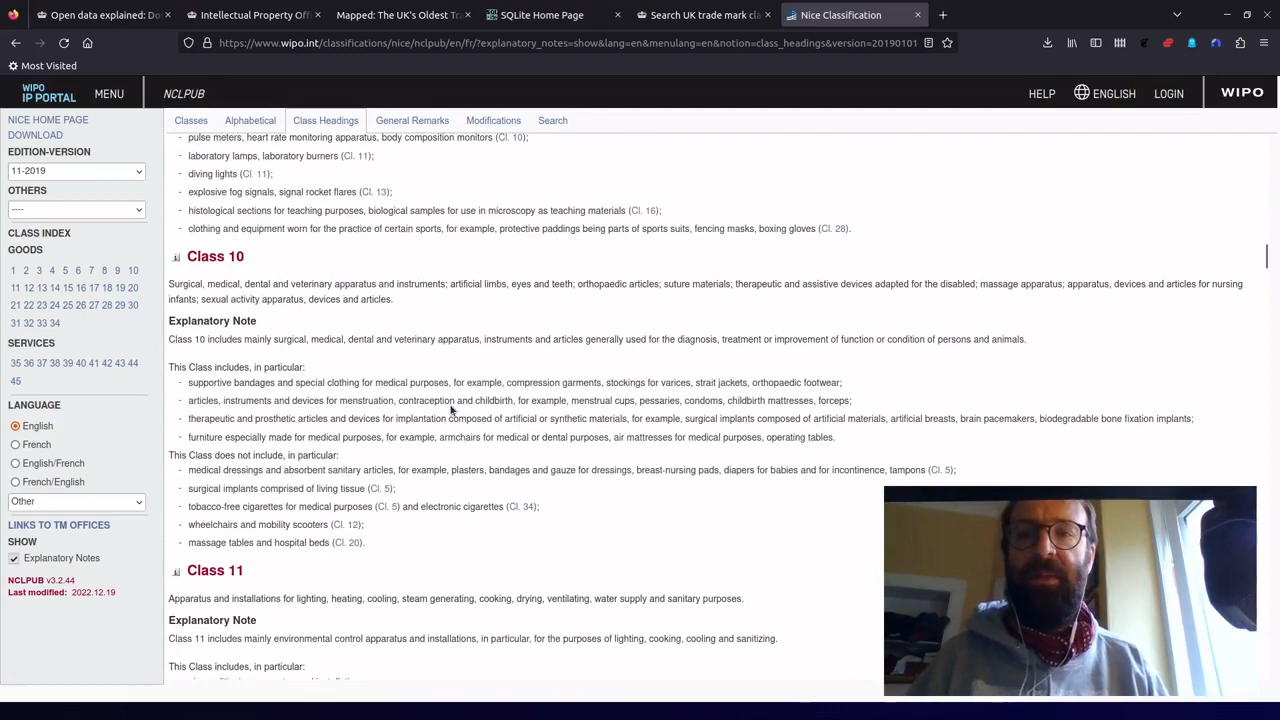 Open data explained: Do
Intellectual Property Off
Mapped: The UK's Oldest Tra
SQLite Home Page
Search UK trade mark cla
Nice Classification
https://www.wipo.int/classifications/nice/nclpub/en/fr/?explanatory_notes=show&lang=en&menulang=en&notion=class_headings&version=20190101
Most Visited
WIPO
IP PORTAL
MENU
NCLPUB
HELP
ENGLISH
LOGIN
WIPO
NICE HOME PAGE
DOWNLOAD
EDITION-VERSION
11-2019
OTHERS
----
CLASS INDEX
GOODS
1 2 3 4 5 6 7 8 9 10
11 12 13 14 15 16 17 18 19 20
21 22 23 24 25 26 27 28 29 30
31 32 33 34
SERVICES
35 36 37 38 39 40 41 42 43 44
45
LANGUAGE
English
French
English/French
French/English
Other
LINKS TO TM OFFICES
SHOW
Explanatory Notes
NCLPUB v3.2.44
Last modified: 2022.12.19
Classes
Alphabetical
Class Headings
General Remarks
Modifications
Search
- pulse meters, heart rate monitoring apparatus, body composition monitors (Cl. 10);
- laboratory lamps, laboratory burners (Cl. 11);
- diving lights (Cl. 11);
- explosive fog signals, signal rocket flares (Cl. 13);
- histological sections for teaching purposes, biological samples for use in microscopy as teaching materials (Cl. 16);
- clothing and equipment worn for the practice of certain sports, for example, protective paddings being parts of sports suits, fencing masks, boxing gloves (Cl. 28).
Class 10
Surgical, medical, dental and veterinary apparatus and instruments; artificial limbs, eyes and teeth; orthopaedic articles; suture materials; therapeutic and assistive devices adapted for the disabled; massage apparatus; apparatus, devices and articles for nursing
infants; sexual activity apparatus, devices and articles.
Explanatory Note
Class 10 includes mainly surgical, medical, dental and veterinary apparatus, instruments and articles generally used for the diagnosis, treatment or improvement of function or condition of persons and animals.
This Class includes, in particular:
- supportive bandages and special clothing for medical purposes, for example, compression garments, stockings for varices, strait jackets, orthopaedic footwear;
- articles, instruments and devices for menstruation, contraception and childbirth, for example, menstrual cups, pessaries, condoms, childbirth mattresses, forceps;
- therapeutic and prosthetic articles and devices for implantation composed of artificial or synthetic materials, for example, surgical implants composed of artificial materials, artificial breasts, brain pacemakers, biodegradable bone fixation implants;
- furniture especially made for medical purposes, for example, armchairs for medical or dental purposes, air mattresses for medical purposes, operating tables.
This Class does not include, in particular:
- medical dressings and absorbent sanitary articles, for example, plasters, bandages and gauze for dressings, breast-nursing pads, diapers for babies and for incontinence, tampons (Cl. 5);
- surgical implants comprised of living tissue (Cl. 5);
- tobacco-free cigarettes for medical purposes (Cl. 5) and electronic cigarettes (Cl. 34);
- wheelchairs and mobility scooters (Cl. 12);
- massage tables and hospital beds (Cl. 20).
Class 11
Apparatus and installations for lighting, heating, cooling, steam generating, cooking, drying, ventilating, water supply and sanitary purposes.
Explanatory Note
Class 11 includes mainly environmental control apparatus and installations, in particular, for the purposes of lighting, cooking, cooling and sanitizing.
This Class includes, in particular: